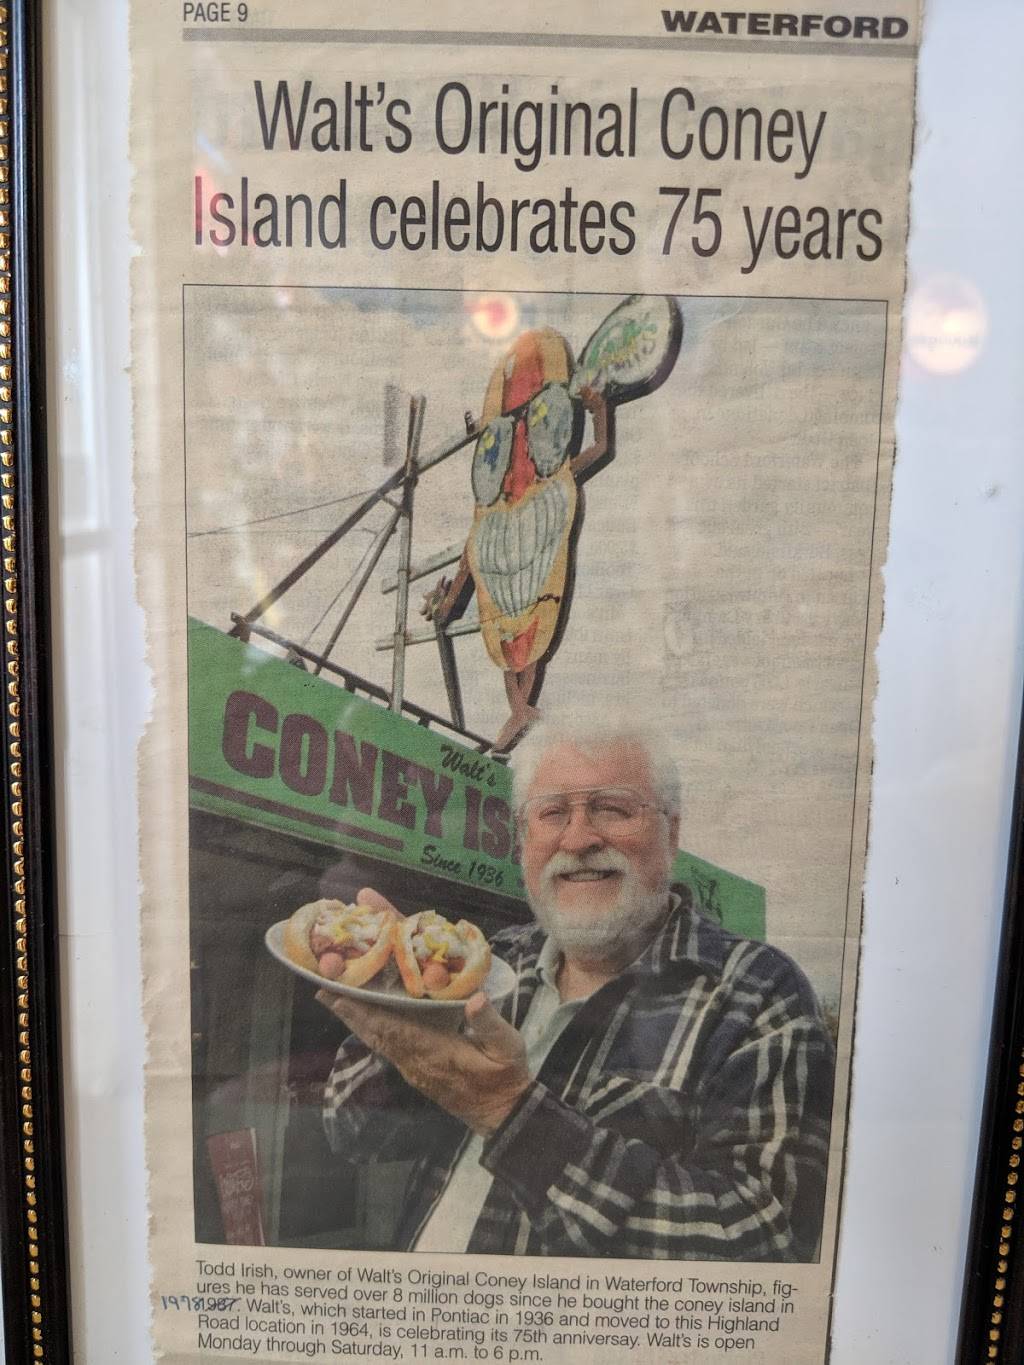 PAGE 9
WATERFORD
Walt's Original Coney
Island celebrates 75 years
Walt's
CONEY IS
Since 1936
Todd Irish, owner of Walt's Original Coney Island in Waterford Township, fig-
ures he has served over 8 million dogs since he bought the coney island in
1978 1987. Walt's, which started in Pontiac in 1936 and moved to this Highland
Road location in 1964, is celebrating its 75th anniversay. Walt's is open
Monday through Saturday, 11 a.m. to 6 p.m.